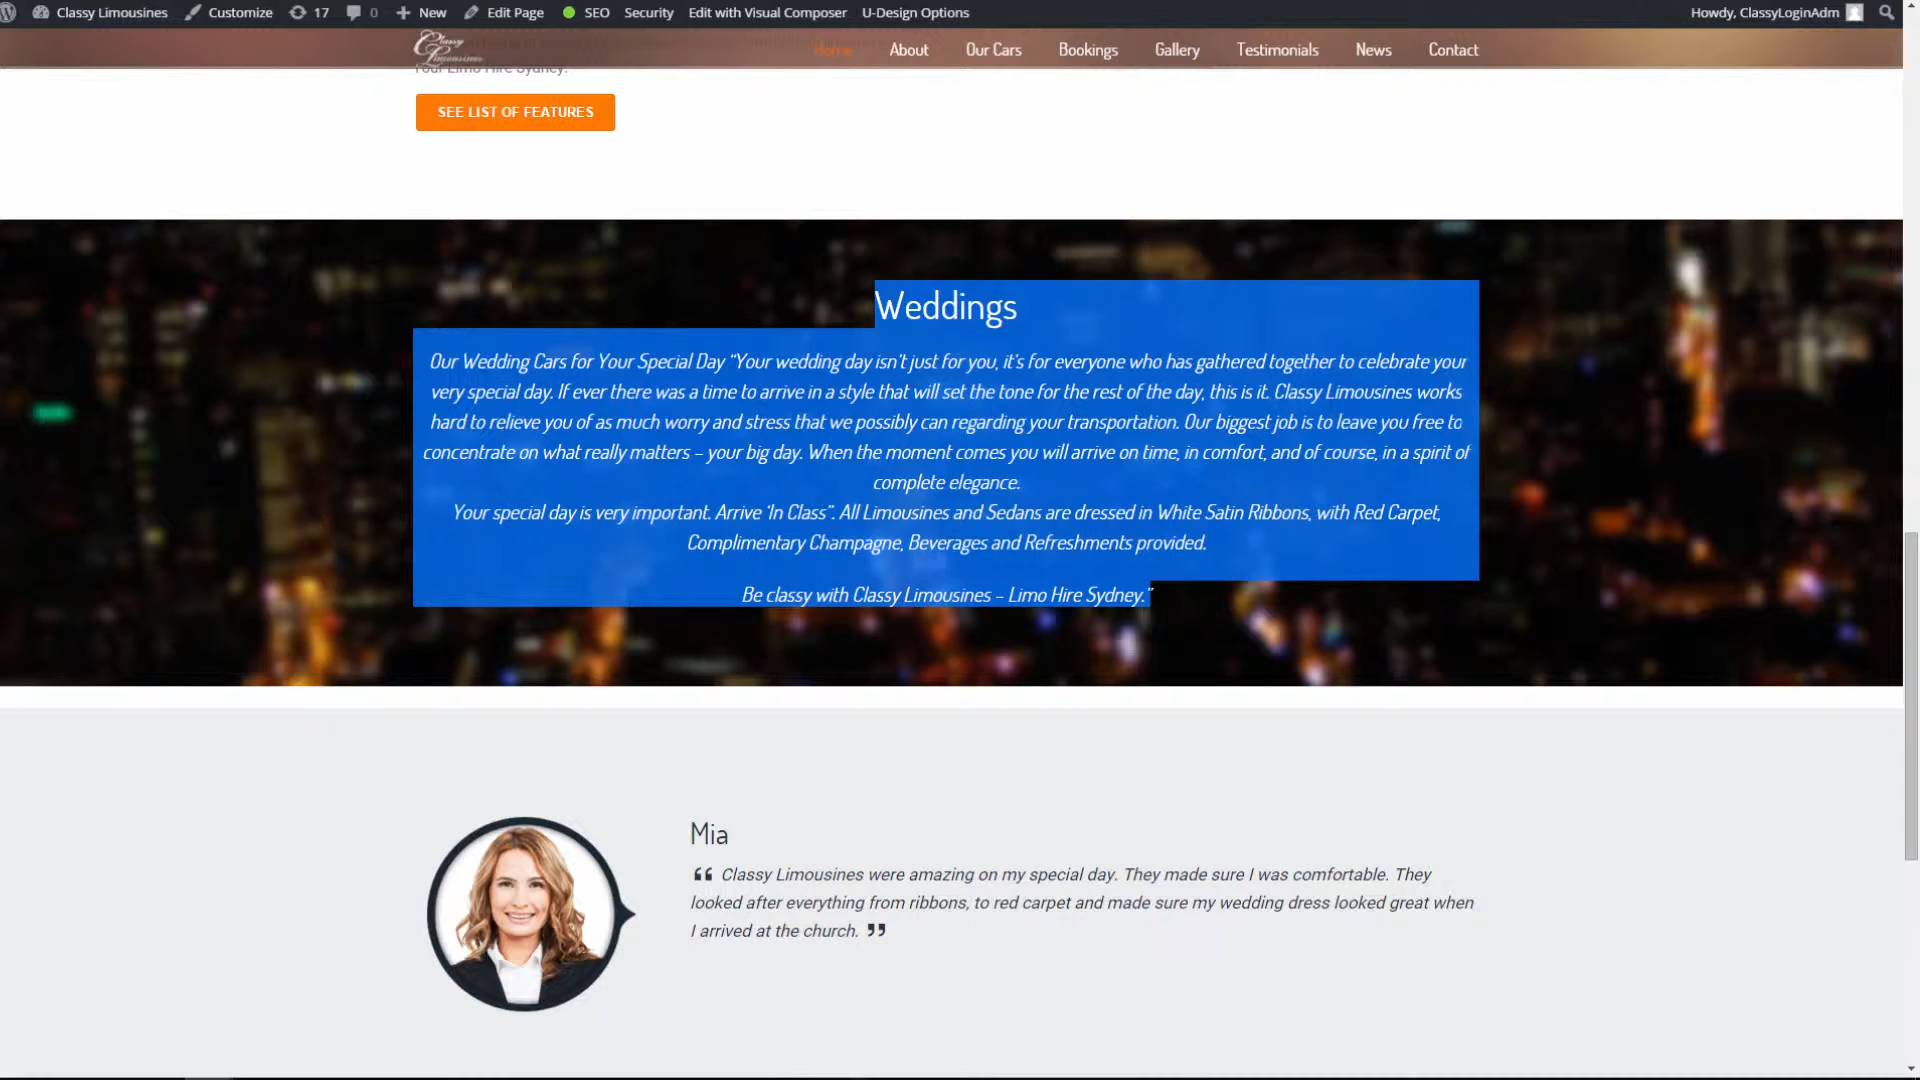 Classy Limousines Customize 17 0 New Edit Page SEO Security Edit with Visual Composer U-Design Options Howdy, ClassyLoginAdm
Classy Limousines
Home About Our Cars Bookings Gallery Testimonials News Contact
Your Limo Hire Sydney.
SEE LIST OF FEATURES
Weddings
Our Wedding Cars for Your Special Day “Your wedding day isn’t just for you, it’s for everyone who has gathered together to celebrate your
very special day. If ever there was a time to arrive in a style that will set the tone for the rest of the day, this is it. Classy Limousines works
hard to relieve you of as much worry and stress that we possibly can regarding your transportation. Our biggest job is to leave you free to
concentrate on what really matters – your big day. When the moment comes you will arrive on time, in comfort, and of course, in a spirit of
complete elegance.
Your special day is very important. Arrive ‘In Class”. All Limousines and Sedans are dressed in White Satin Ribbons, with Red Carpet,
Complimentary Champagne, Beverages and Refreshments provided.
Be classy with Classy Limousines – Limo Hire Sydney.”
Mia
“ Classy Limousines were amazing on my special day. They made sure I was comfortable. They
looked after everything from ribbons, to red carpet and made sure my wedding dress looked great when
I arrived at the church. ”